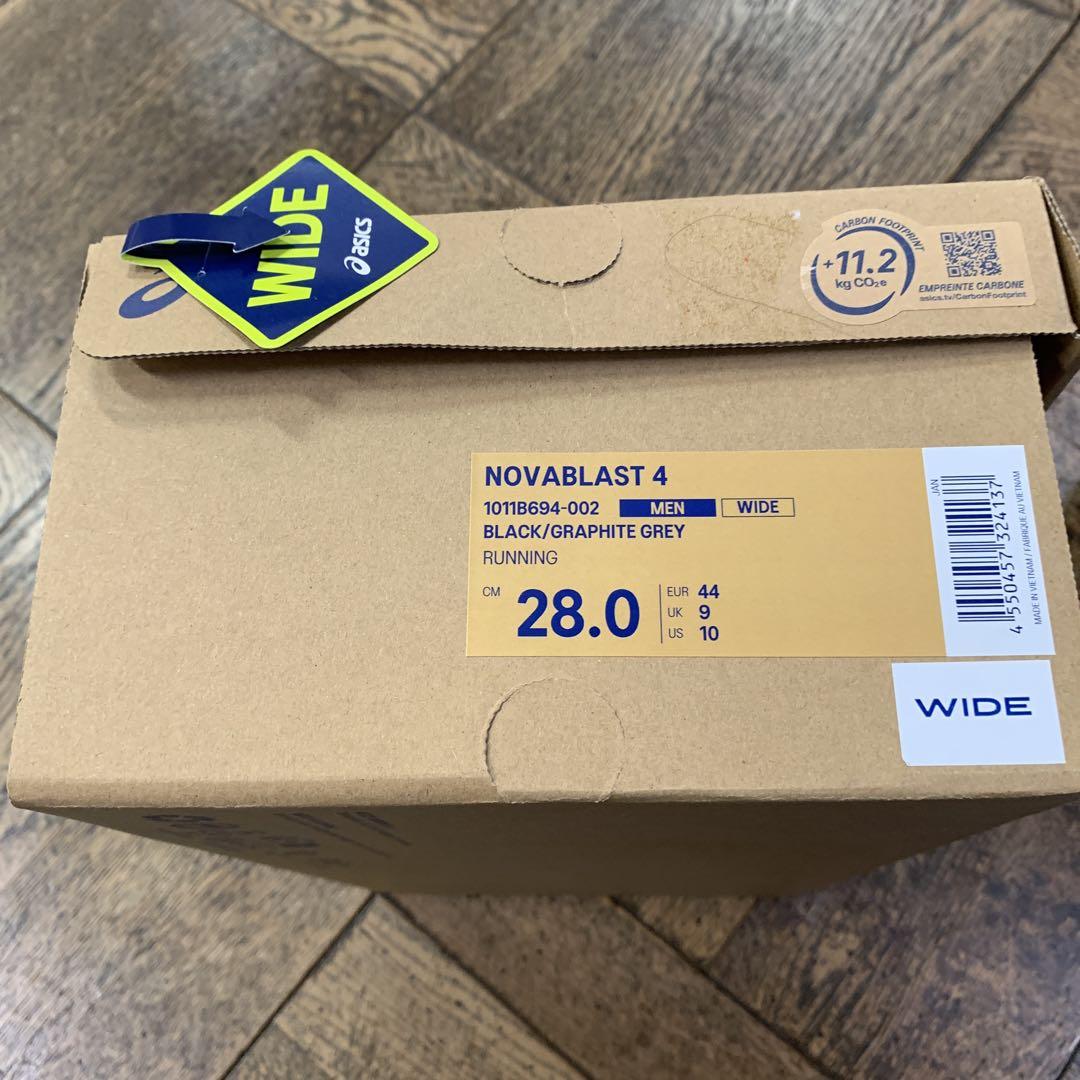 WIDE
asics
CARBON FOOTPRINT
+11.2
kg CO₂e
EMPREINTE CARBONE
asics.tv/CarbonFootprint
NOVABLAST 4
1011B694-002 MEN WIDE
BLACK/GRAPHITE GREY
RUNNING
CM 28.0
EUR 44
UK 9
US 10
JAN
4 550457 324137
MADE IN VIETNAM / FABRIQUE AU VIETNAM
WIDE